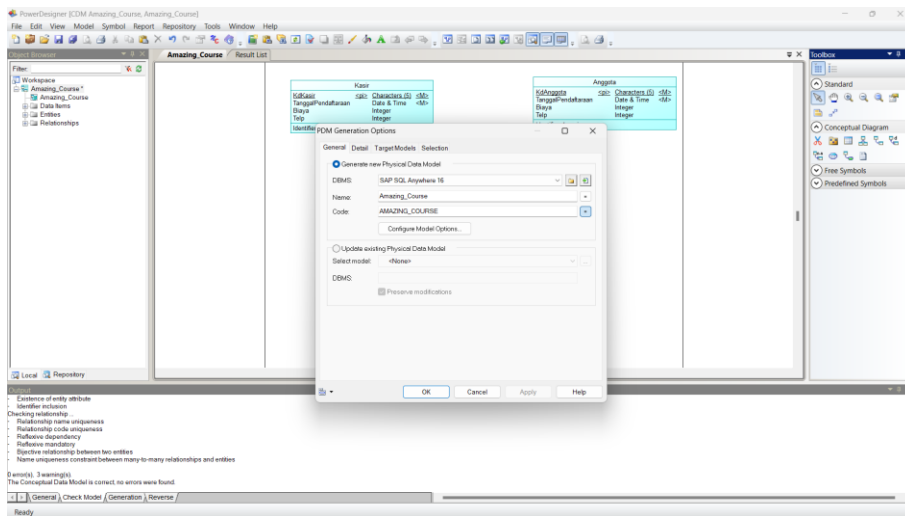 PowerDesigner [CDM Amazing_Course, Amazing_Course]
File Edit View Model Symbol Report Repository Tools Window Help
Object Browser
Amazing_Course Result List
Toolbox
Filter:
Workspace
Amazing_Course *
Amazing_Course
Data Items
Entities
Relationships
Kasir
KdKasir <pi> Characters (5) <M>
TanggalPendaftaraan Date & Time <M>
Biaya Integer
Telp Integer
Identifier
Anggota
KdAnggota <pi> Characters (5) <M>
TanggalPendaftaraan Date & Time <M>
Biaya Integer
Telp Integer
Standard
Conceptual Diagram
Free Symbols
Predefined Symbols
PDM Generation Options
General Detail Target Models Selection
Generate new Physical Data Model
DBMS: SAP SQL Anywhere 16
Name: Amazing_Course
Code: AMAZING_COURSE
Configure Model Options...
Update existing Physical Data Model
Select model: <None>
DBMS:
Preserve modifications
OK Cancel Apply Help
Local Repository
Output
- Existence of entity attribute
- Identifier inclusion
Checking relationship ...
- Relationship name uniqueness
- Relationship code uniqueness
- Reflexive dependency
- Reflexive mandatory
- Bijective relationship between two entities
- Name uniqueness constraint between many-to-many relationships and entities
0 error(s), 3 warning(s).
The Conceptual Data Model is correct, no errors were found.
General Check Model Generation Reverse
Ready